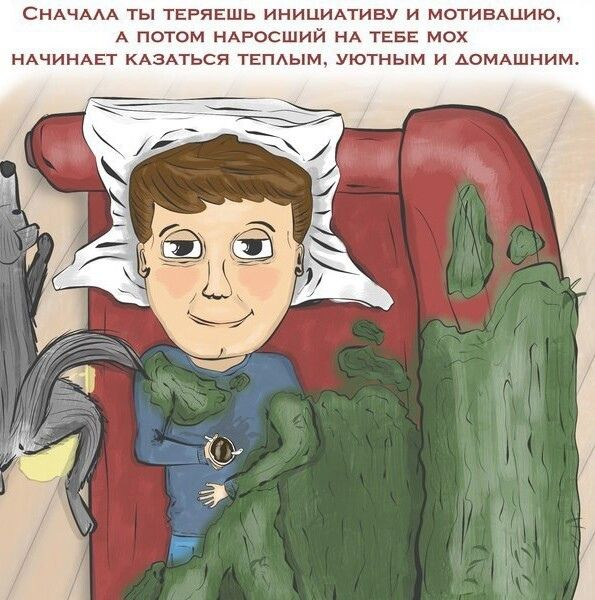 Сначала ты теряешь инициативу и мотивацию,
а потом наросший на тебе мох
начинает казаться теплым, уютным и домашним.